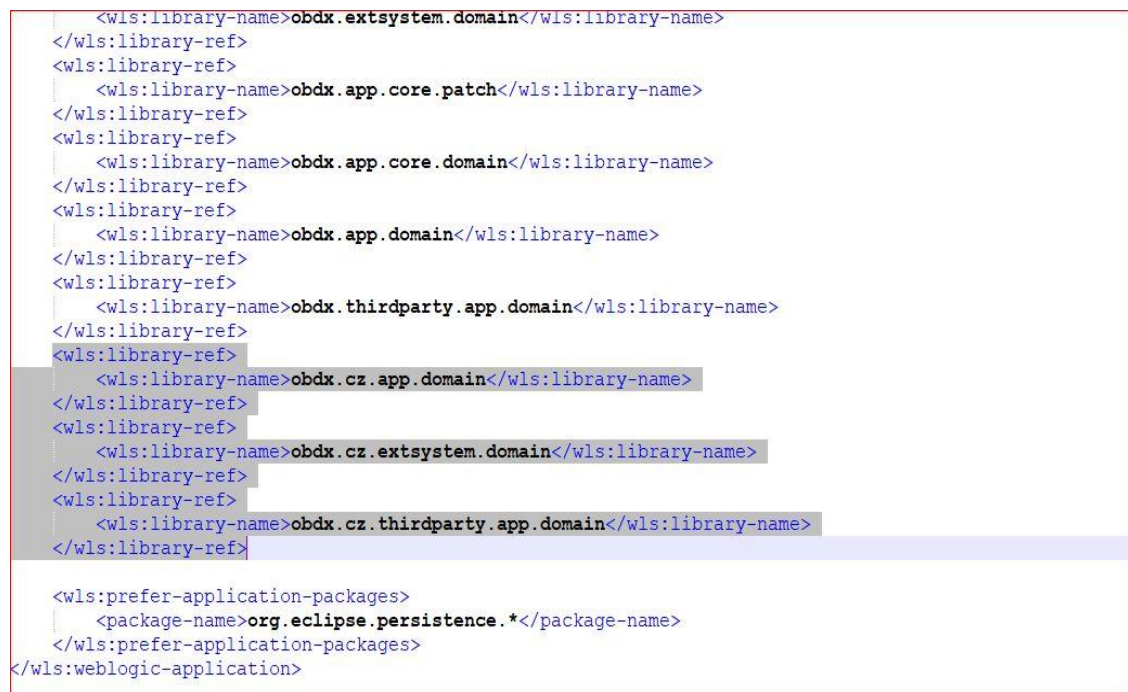 <wls:library-name>obdx.extsystem.domain</wls:library-name>
</wls:library-ref>
<wls:library-ref>
<wls:library-name>obdx.app.core.patch</wls:library-name>
</wls:library-ref>
<wls:library-ref>
<wls:library-name>obdx.app.core.domain</wls:library-name>
</wls:library-ref>
<wls:library-ref>
<wls:library-name>obdx.app.domain</wls:library-name>
</wls:library-ref>
<wls:library-ref>
<wls:library-name>obdx.thirdparty.app.domain</wls:library-name>
</wls:library-ref>
<wls:library-ref>
<wls:library-name>obdx.cz.app.domain</wls:library-name>
</wls:library-ref>
<wls:library-ref>
<wls:library-name>obdx.cz.extsystem.domain</wls:library-name>
</wls:library-ref>
<wls:library-ref>
<wls:library-name>obdx.cz.thirdparty.app.domain</wls:library-name>
</wls:library-ref>
<wls:prefer-application-packages>
<package-name>org.eclipse.persistence.*</package-name>
</wls:prefer-application-packages>
</wls:weblogic-application>